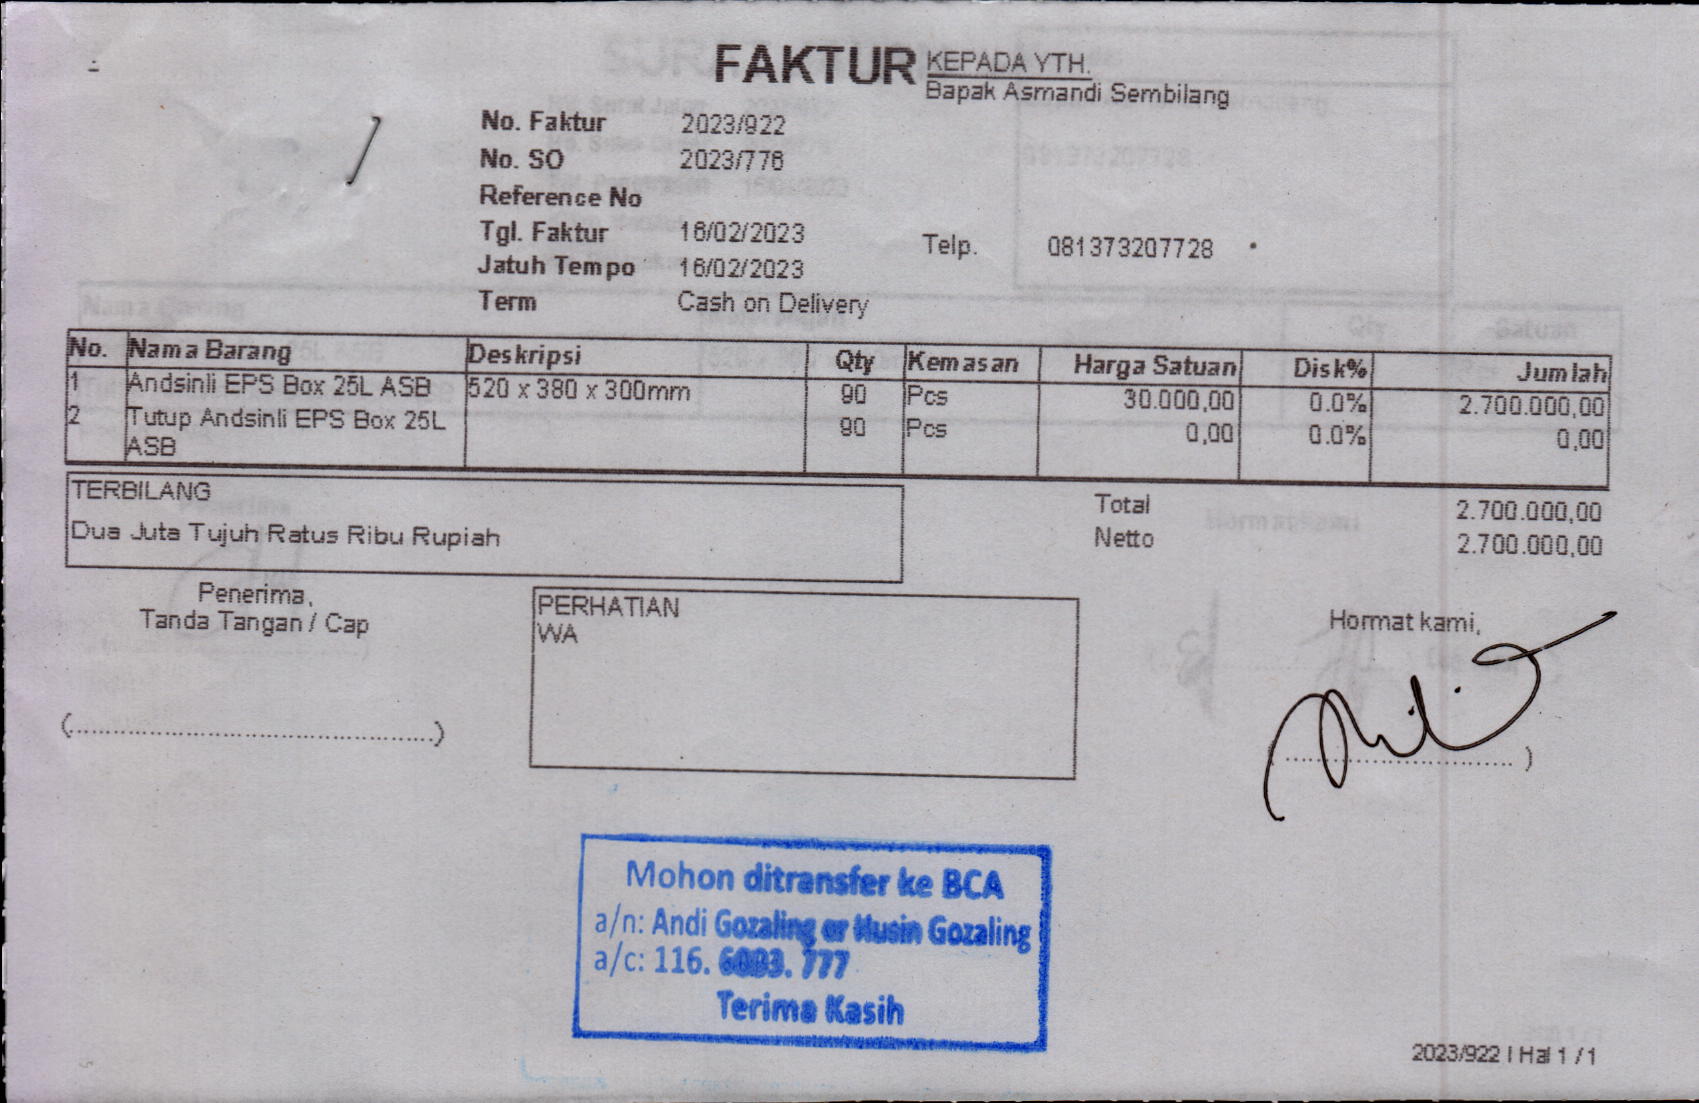 FAKTUR
KEPADA YTH.
Bapak Asmandi Sembilang
No. Faktur 2023/922
No. SO 2023/776
Reference No
Tgl. Faktur 16/02/2023
Telp. 081373207728
Jatuh Tempo 16/02/2023
Term Cash on Delivery
No. Nama Barang Deskripsi Qty Kemasan Harga Satuan Disk% Jumlah
1 Andsinli EPS Box 25L ASB 520 x 380 x 300mm 90 Pcs 30.000,00 0.0% 2.700.000,00
2 Tutup Andsinli EPS Box 25L 90 Pcs 0,00 0.0% 0,00
ASB
TERBILANG
Dua Juta Tujuh Ratus Ribu Rupiah
Total 2.700.000,00
Netto 2.700.000,00
Penerima,
Tanda Tangan / Cap
PERHATIAN
WA
Hormat kami,
(..............................................)
( .............................. )
Mohon ditransfer ke BCA
a/n: Andi Gozaling or Husin Gozaling
a/c: 116. 777
Terima Kasih
2023/922 I Hal 1 / 1